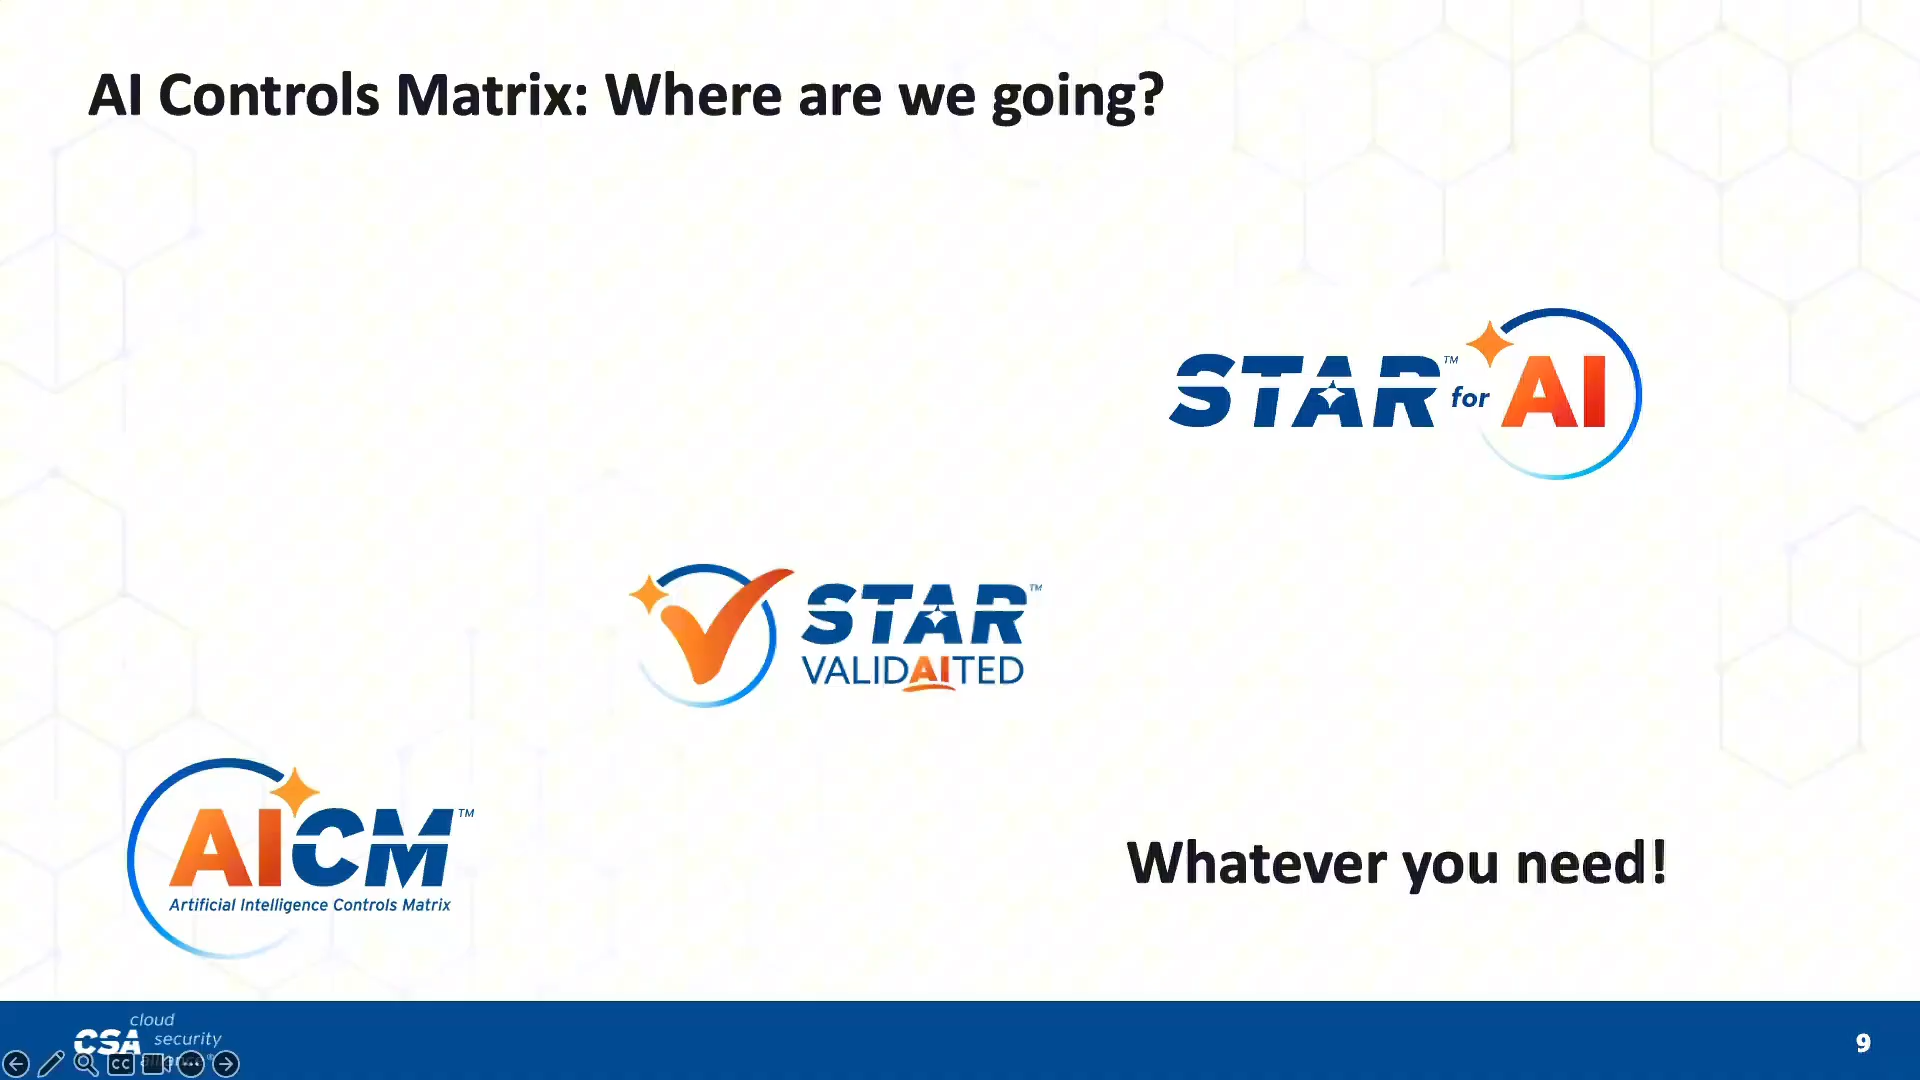 AI Controls Matrix: Where are we going?
STAR™ for AI
STAR™
VALIDAITED
AICM™
Artificial Intelligence Controls Matrix
Whatever you need!
cloud
CSA security
CC
9